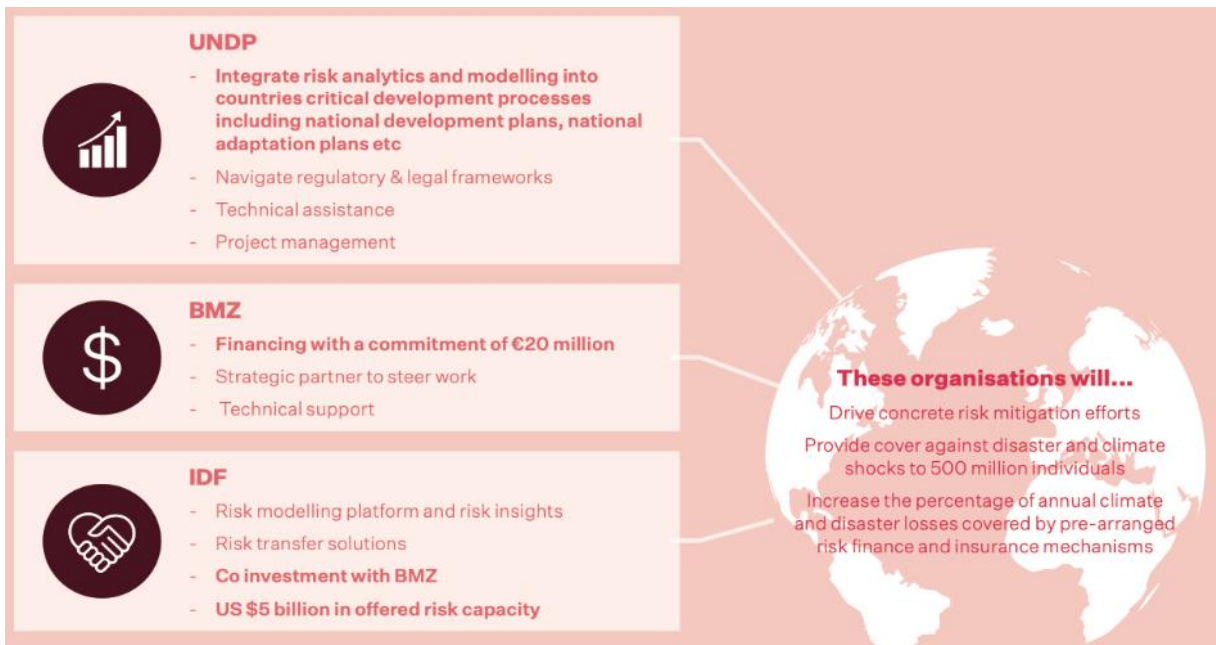 UNDP
- Integrate risk analytics and modelling into
countries critical development processes
including national development plans, national
adaptation plans etc
- Navigate regulatory & legal frameworks
- Technical assistance
- Project management
$
BMZ
- Financing with a commitment of €20 million
- Strategic partner to steer work
- Technical support
IDF
- Risk modelling platform and risk insights
- Risk transfer solutions
- Co investment with BMZ
- US $5 billion in offered risk capacity
These organisations will...
Drive concrete risk mitigation efforts
Provide cover against disaster and climate
shocks to 500 million individuals
Increase the percentage of annual climate
and disaster losses covered by pre-arranged
risk finance and insurance mechanisms